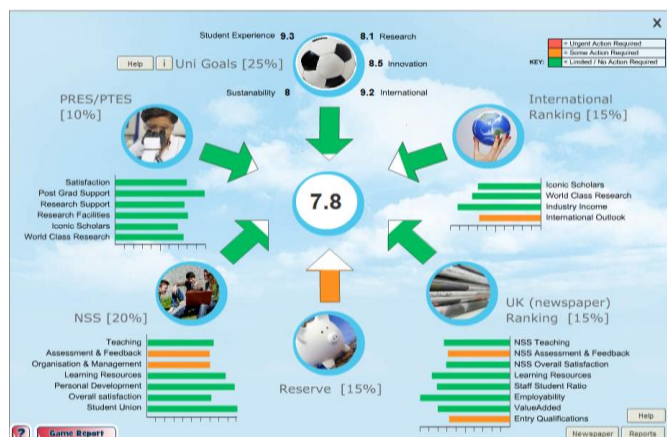 X
Student Experience 9.3
8.1 Research
= Urgent Action Required
= Some Action Required
KEY: = Limited / No Action Required
Help i Uni Goals [25%]
8.5 Innovation
Sustanability 8
9.2 International
PRES/PTES
[10%]
International
Ranking [15%]
Satisfaction
Post Grad Support
Research Support
Research Facilities
Iconic Scholars
World Class Research
7.8
Iconic Scholars
World Class Research
Industry Income
International Outlook
NSS [20%]
Teaching
Assessment & Feedback
Organisation & Management
Learning Resources
Personal Development
Overall satisfaction
Student Union
Reserve [15%]
UK (newspaper)
Ranking [15%]
NSS Teaching
NSS Assessment & Feedback
NSS Overall Satisfaction
Learning Resources
Staff Student Ratio
Employability
ValueAdded
Entry Qualifications
Help
? Game Report
Newspaper Reports